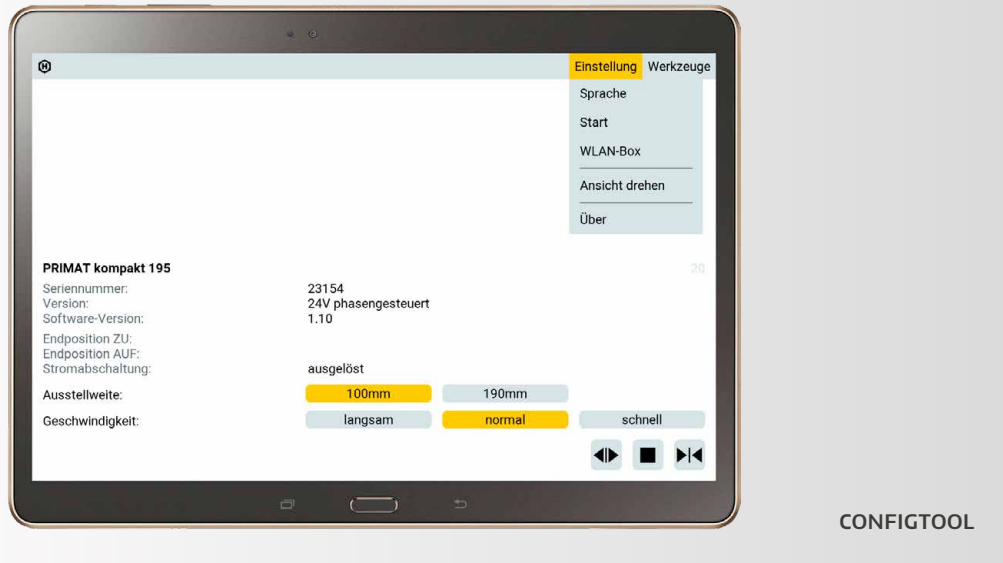 Einstellung Werkzeuge
Sprache
Start
WLAN-Box
Ansicht drehen
Über
PRIMAT kompakt 195 20
Seriennummer: 23154
Version: 24V phasengesteuert
Software-Version: 1.10
Endposition ZU:
Endposition AUF:
Stromabschaltung: ausgelöst
Ausstellweite: 100mm 190mm
Geschwindigkeit: langsam normal schnell
CONFIGTOOL